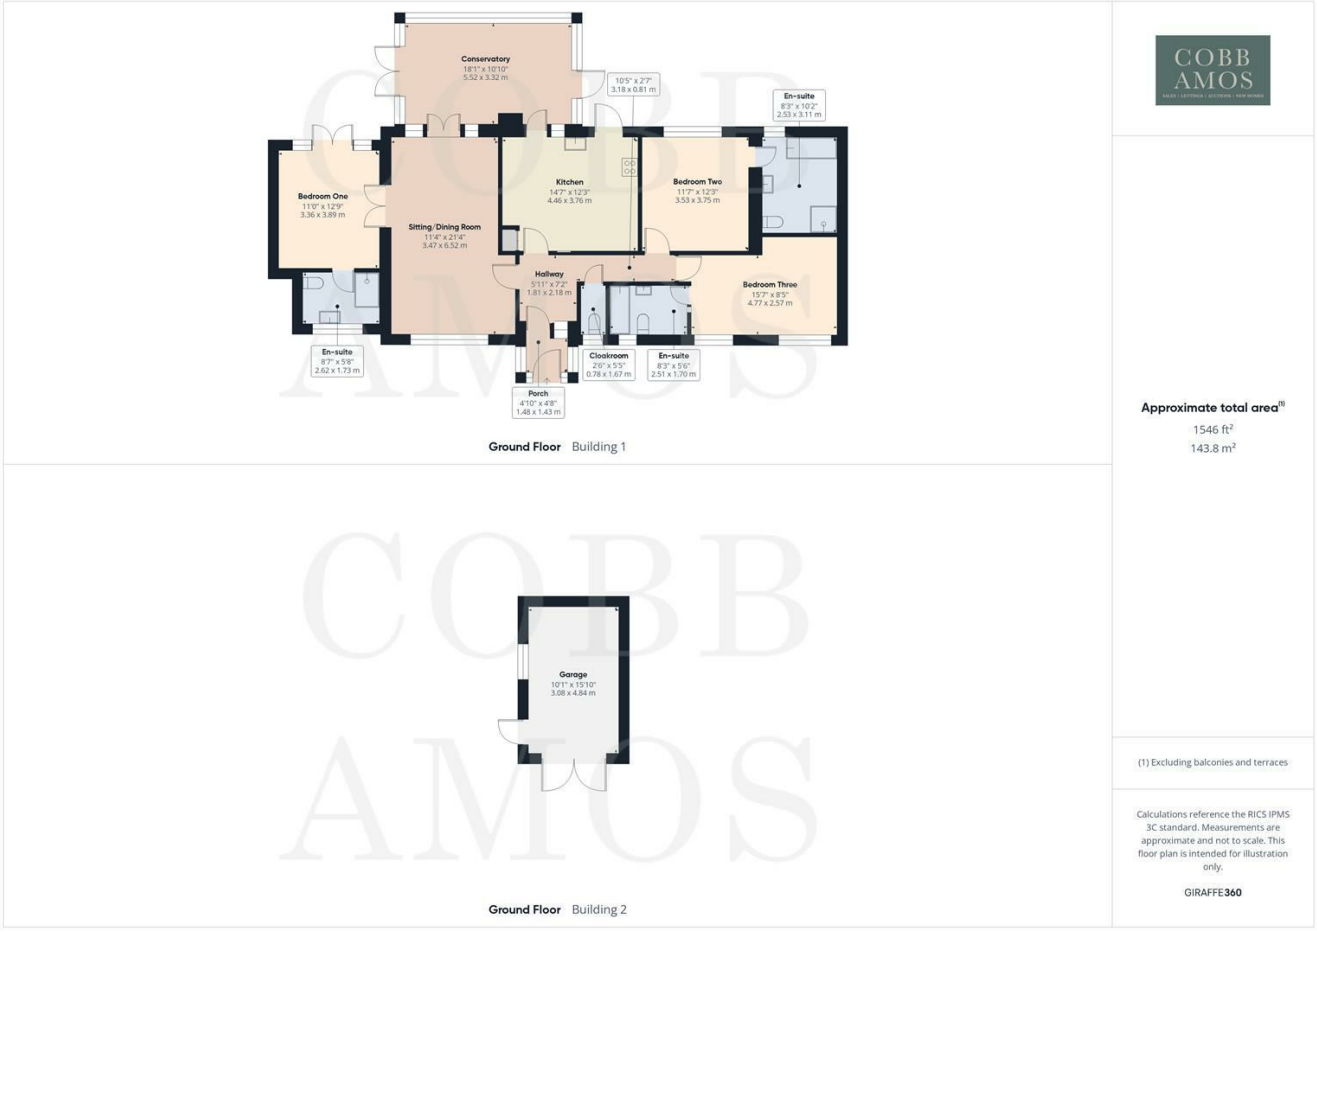 Conservatory
18'1" x 10'10"
5.52 x 3.32 m
10'5" x 2'7"
3.18 x 0.81 m
En-suite
8'3" x 10'2"
2.53 x 3.11 m
Kitchen
14'7" x 12'3"
4.46 x 3.76 m
Bedroom Two
11'7" x 12'3"
3.53 x 3.75 m
Bedroom One
11'0" x 12'9"
3.36 x 3.89 m
Sitting/Dining Room
11'4" x 21'4"
3.47 x 6.52 m
Hallway
5'11" x 7'2"
1.81 x 2.18 m
Bedroom Three
15'7" x 8'5"
4.77 x 2.57 m
En-suite
8'7" x 5'8"
2.62 x 1.73 m
Cloakroom
2'6" x 5'5"
0.78 x 1.67 m
En-suite
8'3" x 5'6"
2.51 x 1.70 m
Porch
4'10" x 4'8"
1.48 x 1.43 m
COBB
AMOS
Ground Floor Building 1
Garage
10'1" x 15'10"
3.08 x 4.84 m
COBB
AMOS
Ground Floor Building 2
COBB
AMOS
SALES | LETTINGS | AUCTIONS | NEW HOMES
Approximate total area(1)
1546 ft²
143.8 m²
(1) Excluding balconies and terraces
Calculations reference the RICS IPMS
3C standard. Measurements are
approximate and not to scale. This
floor plan is intended for illustration
only.
GIRAFFE360